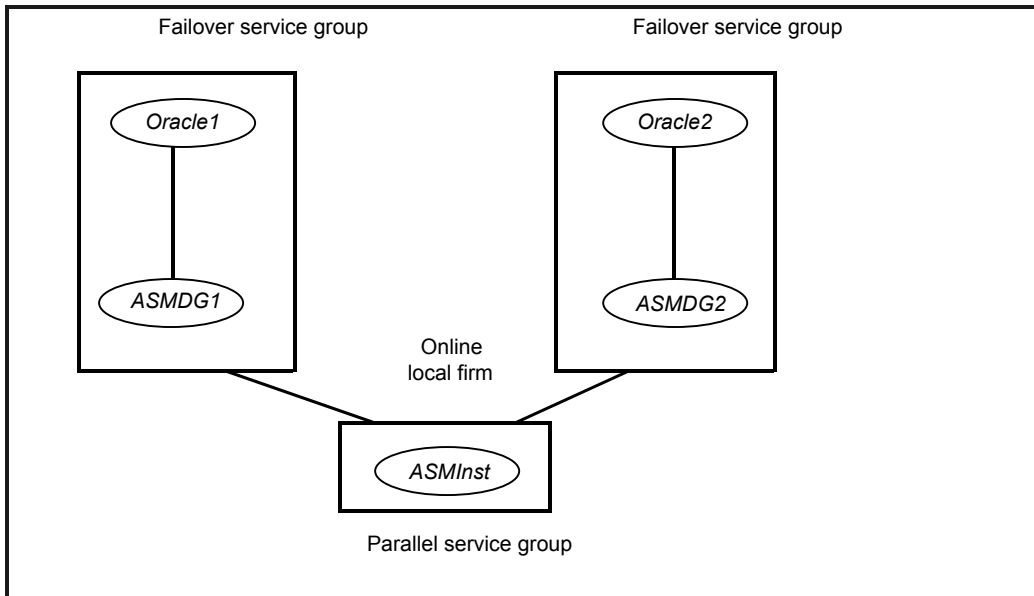 Failover service group
Failover service group
Oracle1
Oracle2
ASMDG1
ASMDG2
Online
local firm
ASMInst
Parallel service group